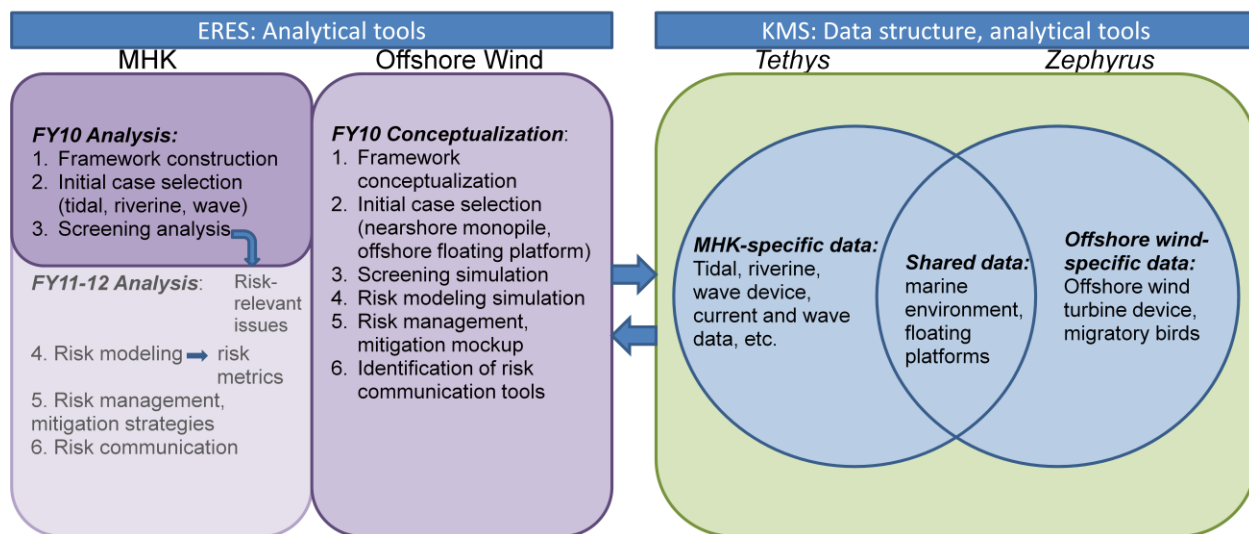 ERES: Analytical tools
MHK
Offshore Wind
FY10 Analysis:
1. Framework construction
2. Initial case selection
(tidal, riverine, wave)
3. Screening analysis
FY11-12 Analysis:
Risk-
relevant
issues
4. Risk modeling
risk
metrics
5. Risk management,
mitigation strategies
6. Risk communication
FY10 Conceptualization:
1. Framework
conceptualization
2. Initial case selection
(nearshore monopile,
offshore floating platform)
3. Screening simulation
4. Risk modeling simulation
5. Risk management,
mitigation mockup
6. Identification of risk
communication tools
KMS: Data structure, analytical tools
Tethys
Zephyrus
MHK-specific data:
Tidal, riverine,
wave device,
current and wave
data, etc.
Shared data:
marine
environment,
floating
platforms
Offshore wind-
specific data:
Offshore wind
turbine device,
migratory birds